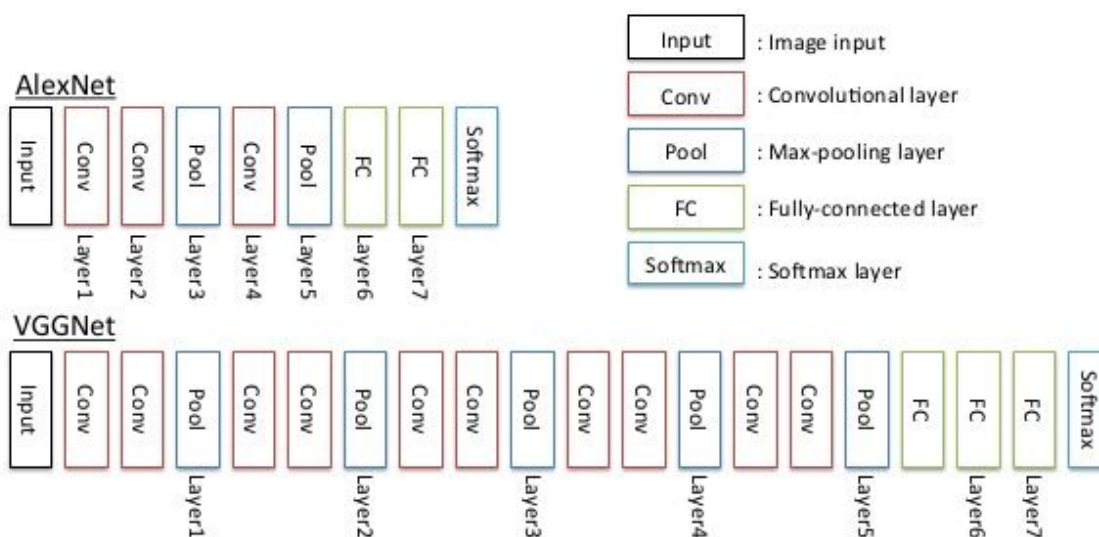 Input : Image input
Conv : Convolutional layer
Pool : Max-pooling layer
FC : Fully-connected layer
Softmax : Softmax layer
AlexNet
Input Conv Conv Pool Conv Pool FC FC Softmax
Layer1 Layer2 Layer3 Layer4 Layer5 Layer6 Layer7
VGGNet
Input Conv Conv Pool Conv Conv Pool Conv Conv Pool Conv Conv Pool Conv Conv Pool FC FC FC Softmax
Layer1 Layer2 Layer3 Layer4 Layer5 Layer6 Layer7